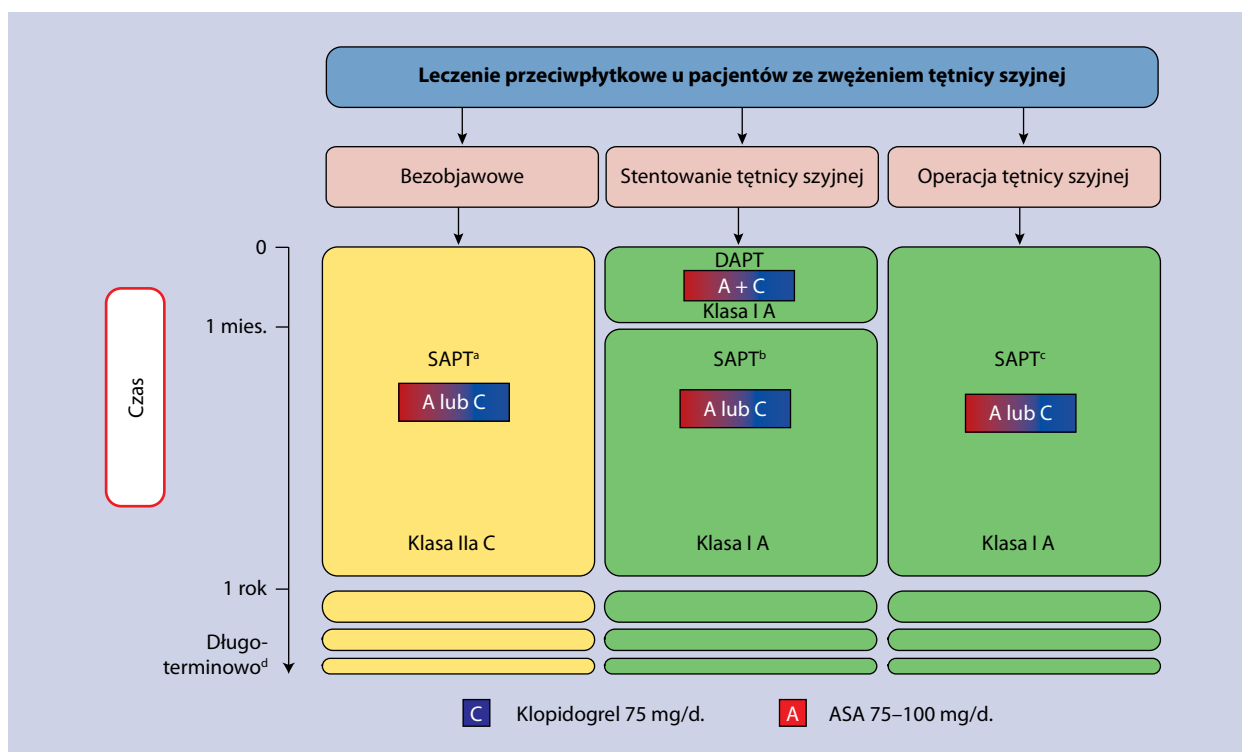 Leczenie przeciwpłytkowe u pacjentów ze zwężeniem tętnicy szyjnej
Bezobjawowe
Stentowanie tętnicy szyjnej
Operacja tętnicy szyjnej
Czas
0
1 mies.
1 rok
Długo-
terminowoᵈ
SAPTᵃ
A lub C
Klasa IIa C
DAPT
A + C
Klasa I A
SAPTᵇ
A lub C
Klasa I A
SAPTᶜ
A lub C
Klasa I A
C Klopidogrel 75 mg/d.
A ASA 75–100 mg/d.